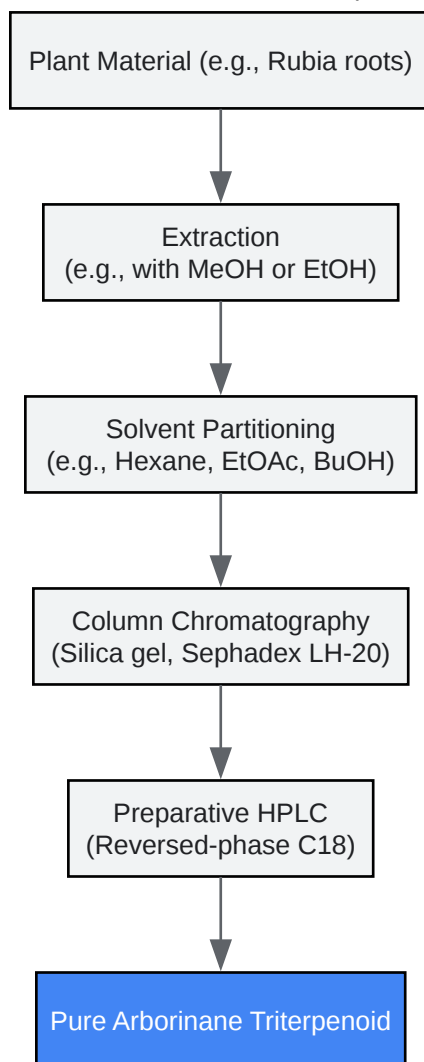 Plant Material (e.g., Rubia roots)
Extraction
(e.g., with MeOH or EtOH)
Solvent Partitioning
(e.g., Hexane, EtOAc, BuOH)
Column Chromatography
(Silica gel, Sephadex LH-20)
Preparative HPLC
(Reversed-phase C18)
Pure Arborinane Triterpenoid